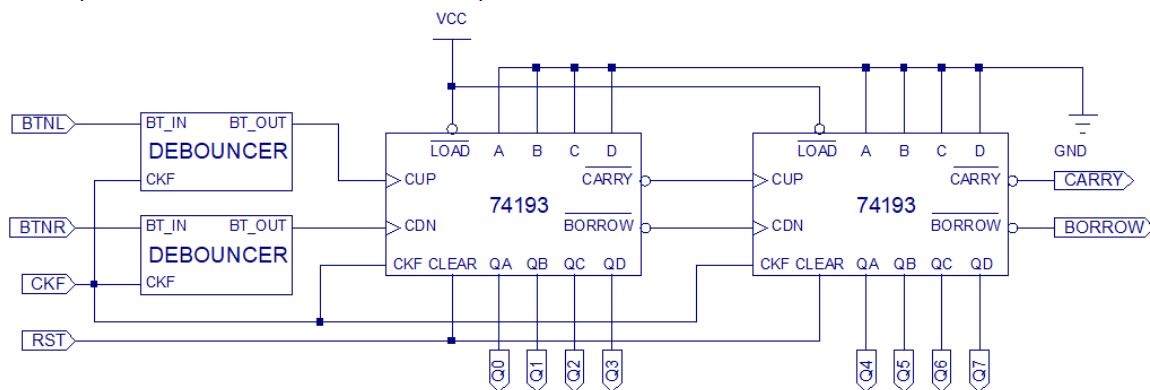 VCC
BTNL
BT_IN BT_OUT
DEBOUNCER
CKF
LOAD A B C D
CUP CARRY
74193
CDN BORROW
CKF CLEAR QA QB QC QD
LOAD A B C D
CUP CARRY
74193
CDN BORROW
CKF CLEAR QA QB QC QD
GND
CARRY
BORROW
BTNR
BT_IN BT_OUT
DEBOUNCER
CKF
CKF
RST
Q0 Q1 Q2 Q3
Q4 Q5 Q6 Q7